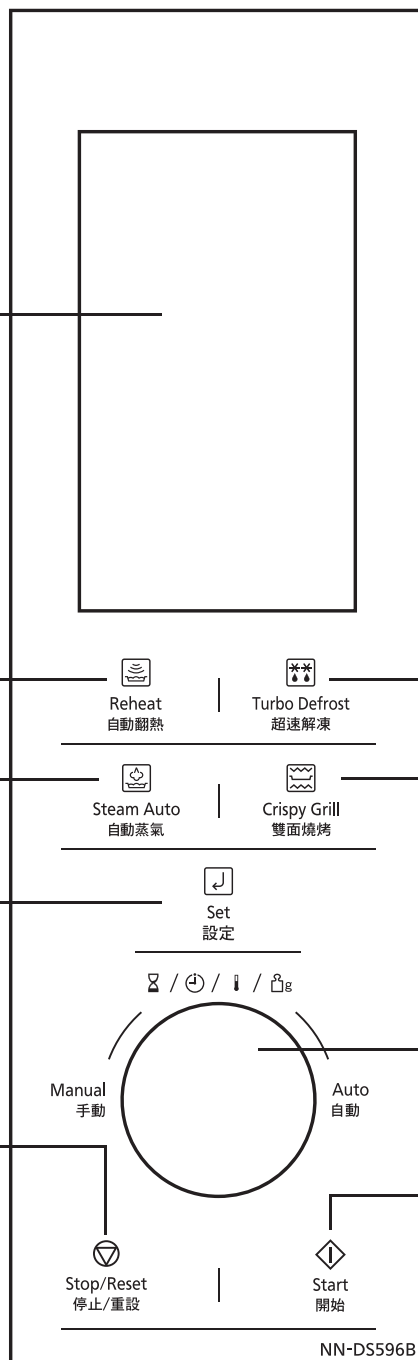 Reheat
自動翻熱
Turbo Defrost
超速解凍
Steam Auto
自動蒸氣
Crispy Grill
雙面燒烤
Set
設定
/ / / g
Manual
手動
Auto
自動
Stop/Reset
停止/重設
Start
開始
NN-DS596B